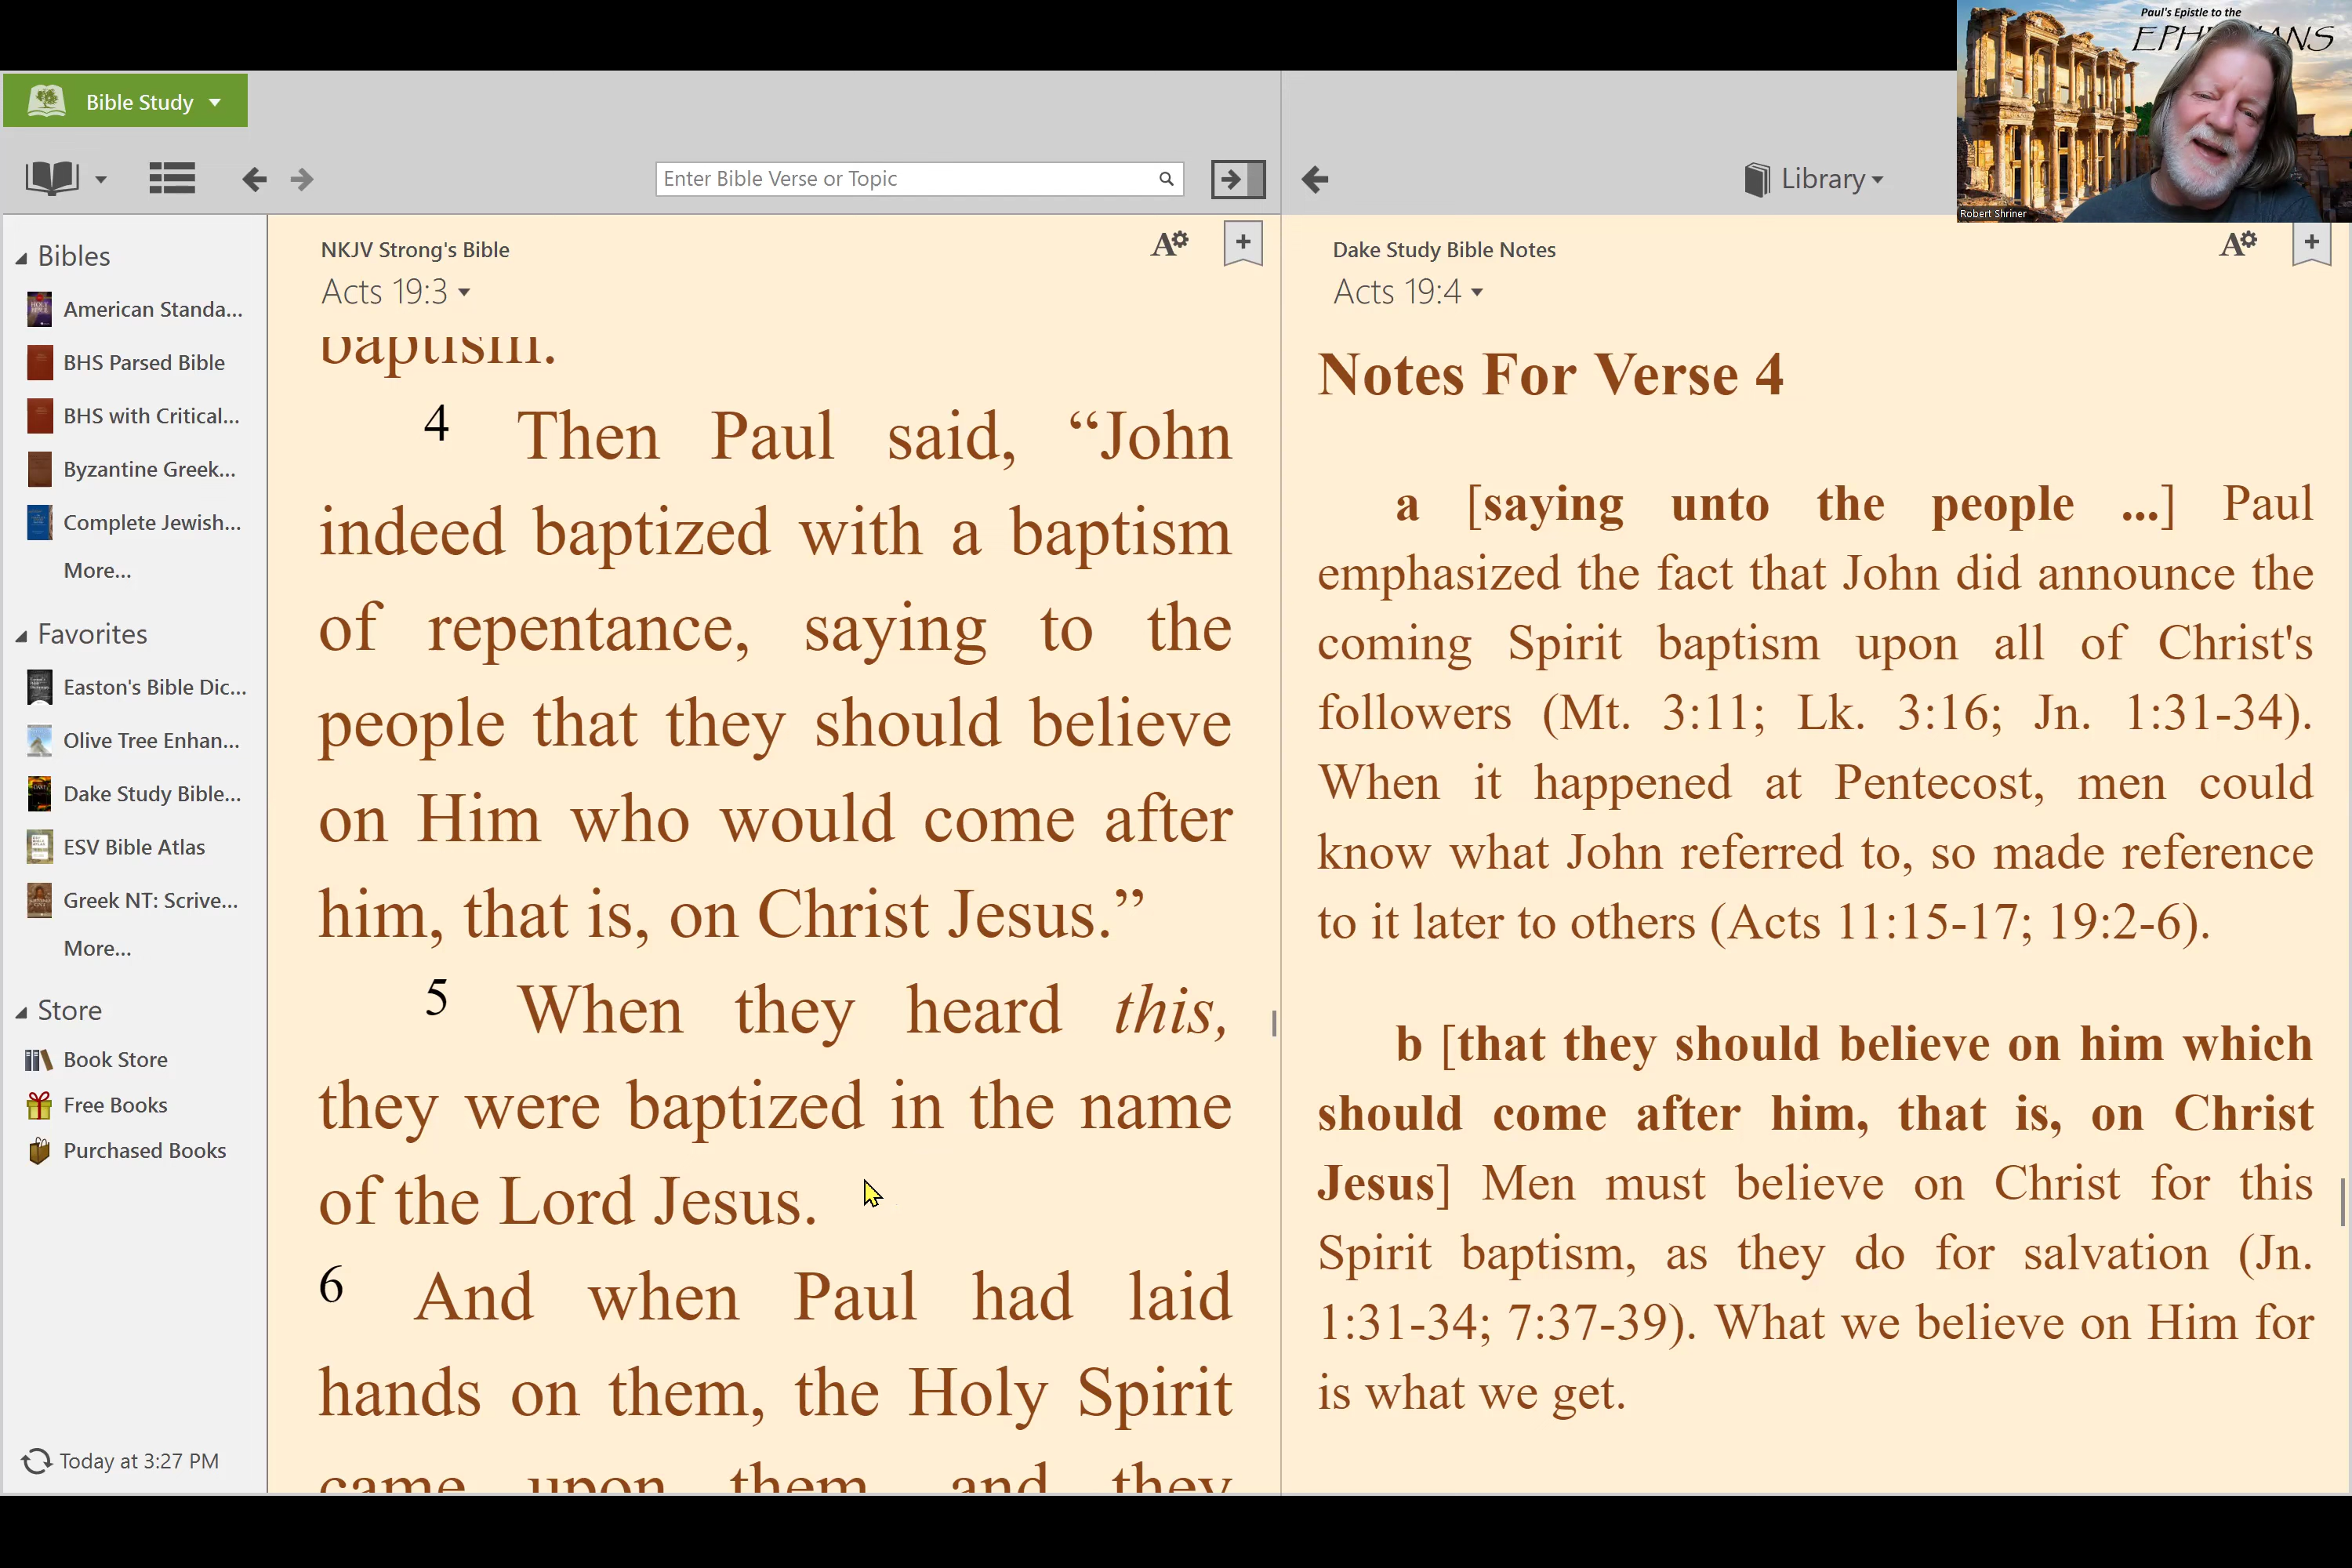 Paul's Epistle to the
Robert Shriner
Bible Study
Enter Bible Verse or Topic
Library
Bibles
American Standa...
BHS Parsed Bible
BHS with Critical...
Byzantine Greek...
Complete Jewish...
More...
Favorites
Easton's Bible Dic...
Olive Tree Enhan...
Dake Study Bible...
ESV Bible Atlas
Greek NT: Scrive...
More...
Store
Book Store
Free Books
Purchased Books
Today at 3:27 PM
NKJV Strong's Bible
Acts 19:3
baptism.
4 Then Paul said, “John
indeed baptized with a baptism
of repentance, saying to the
people that they should believe
on Him who would come after
him, that is, on Christ Jesus.”
5 When they heard this,
they were baptized in the name
of the Lord Jesus.
6 And when Paul had laid
hands on them, the Holy Spirit
came upon them, and they
Dake Study Bible Notes
Acts 19:4
Notes For Verse 4
a [saying unto the people ...] Paul
emphasized the fact that John did announce the
coming Spirit baptism upon all of Christ's
followers (Mt. 3:11; Lk. 3:16; Jn. 1:31-34).
When it happened at Pentecost, men could
know what John referred to, so made reference
to it later to others (Acts 11:15-17; 19:2-6).
b [that they should believe on him which
should come after him, that is, on Christ
Jesus] Men must believe on Christ for this
Spirit baptism, as they do for salvation (Jn.
1:31-34; 7:37-39). What we believe on Him for
is what we get.